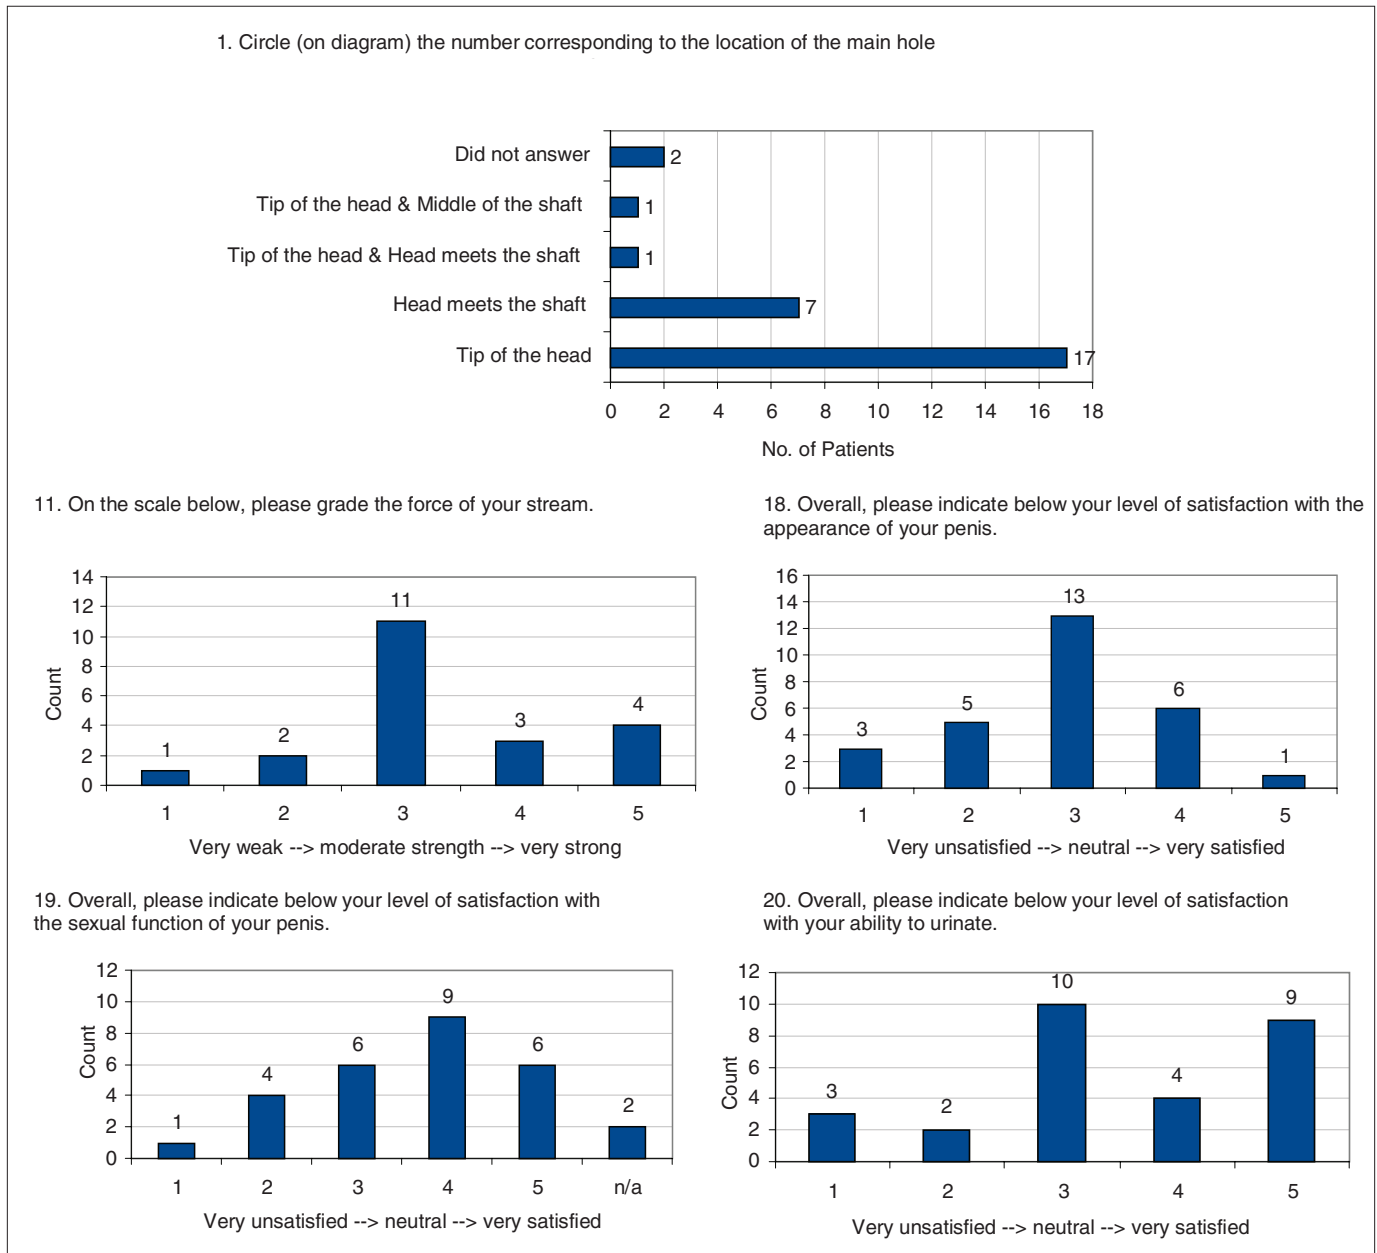 1. Circle (on diagram) the number corresponding to the location of the main hole
Did not answer
2
Tip of the head & Middle of the shaft
1
Tip of the head & Head meets the shaft
1
Head meets the shaft
7
Tip of the head
17
0 2 4 6 8 10 12 14 16 18
No. of Patients
11. On the scale below, please grade the force of your stream.
14
12
10
8
6
4
2
0
Count
1 2 11 3 4
1 2 3 4 5
Very weak --> moderate strength --> very strong
18. Overall, please indicate below your level of satisfaction with the
appearance of your penis.
16
14
12
10
8
6
4
2
0
Count
3 5 13 6 1
1 2 3 4 5
Very unsatisfied --> neutral --> very satisfied
19. Overall, please indicate below your level of satisfaction with
the sexual function of your penis.
12
10
8
6
4
2
0
Count
1 4 6 9 6 2
1 2 3 4 5 n/a
Very unsatisfied --> neutral --> very satisfied
20. Overall, please indicate below your level of satisfaction
with your ability to urinate.
12
10
8
6
4
2
0
Count
3 2 10 4 9
1 2 3 4 5
Very unsatisfied --> neutral --> very satisfied